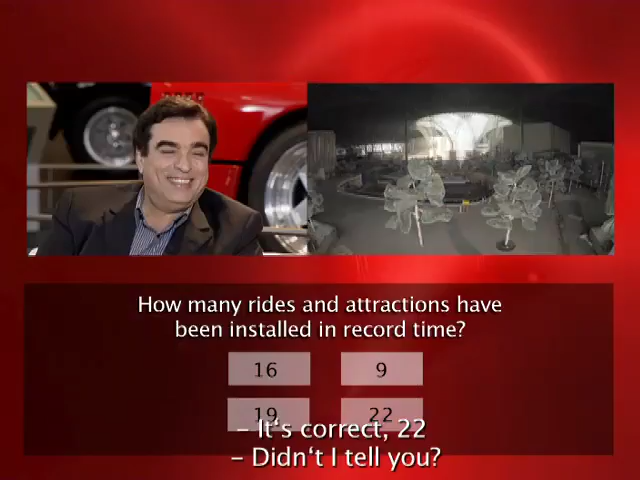 How many rides and attractions have
been installed in record time?
16 9
19 22
- It's correct, 22
- Didn't I tell you?